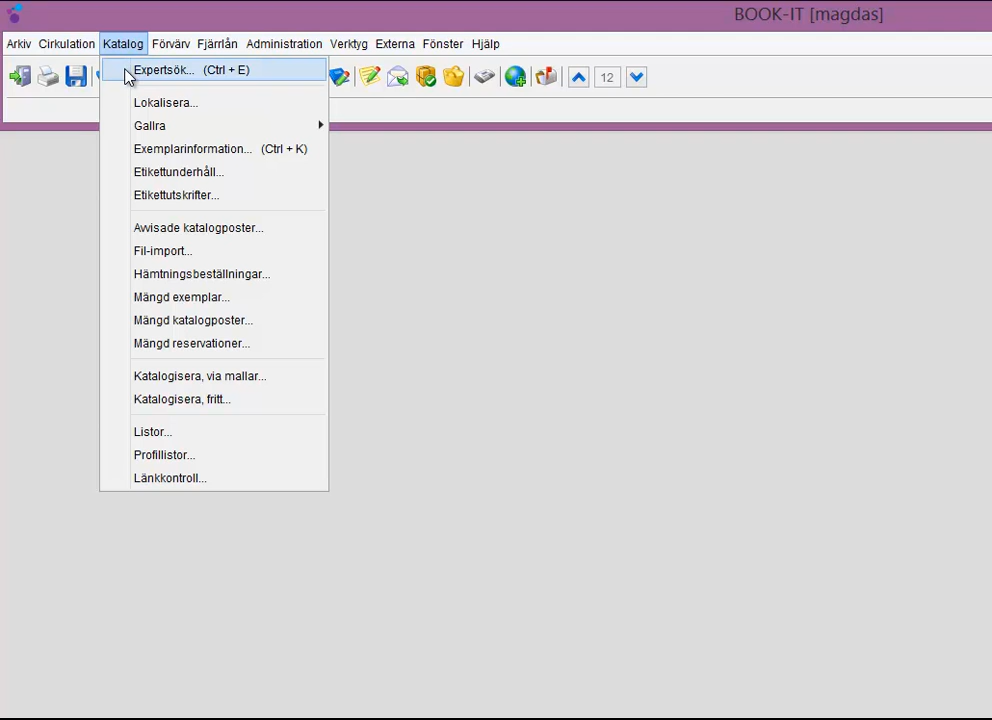 BOOK-IT [magdas]
Arkiv Cirkulation Katalog Förvärv Fjärrlån Administration Verktyg Externa Fönster Hjälp
12
Expertsök... (Ctrl + E)
Lokalisera...
Gallra
Exemplarinformation... (Ctrl + K)
Etikettunderhåll...
Etikettutskrifter...
Avvisade katalogposter...
Fil-import...
Hämtningsbeställningar...
Mängd exemplar...
Mängd katalogposter...
Mängd reservationer...
Katalogisera, via mallar...
Katalogisera, fritt...
Listor...
Profillistor...
Länkkontroll...